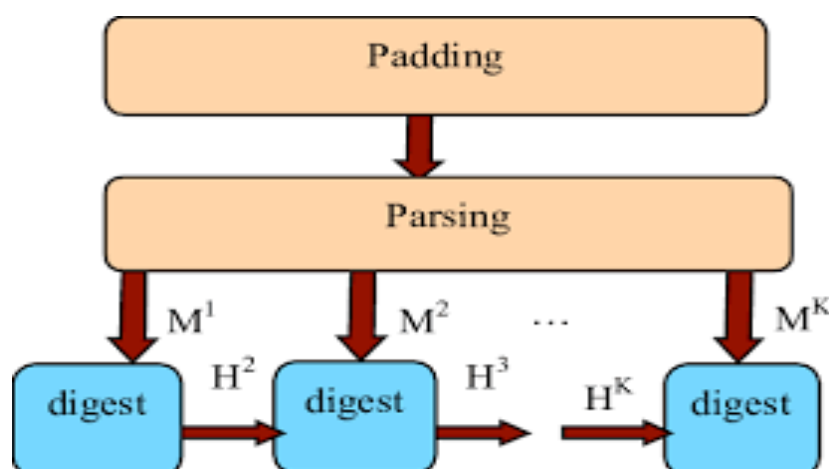 Padding
Parsing
M¹ M² ... Mᴷ
H² H³ Hᴷ
digest digest digest